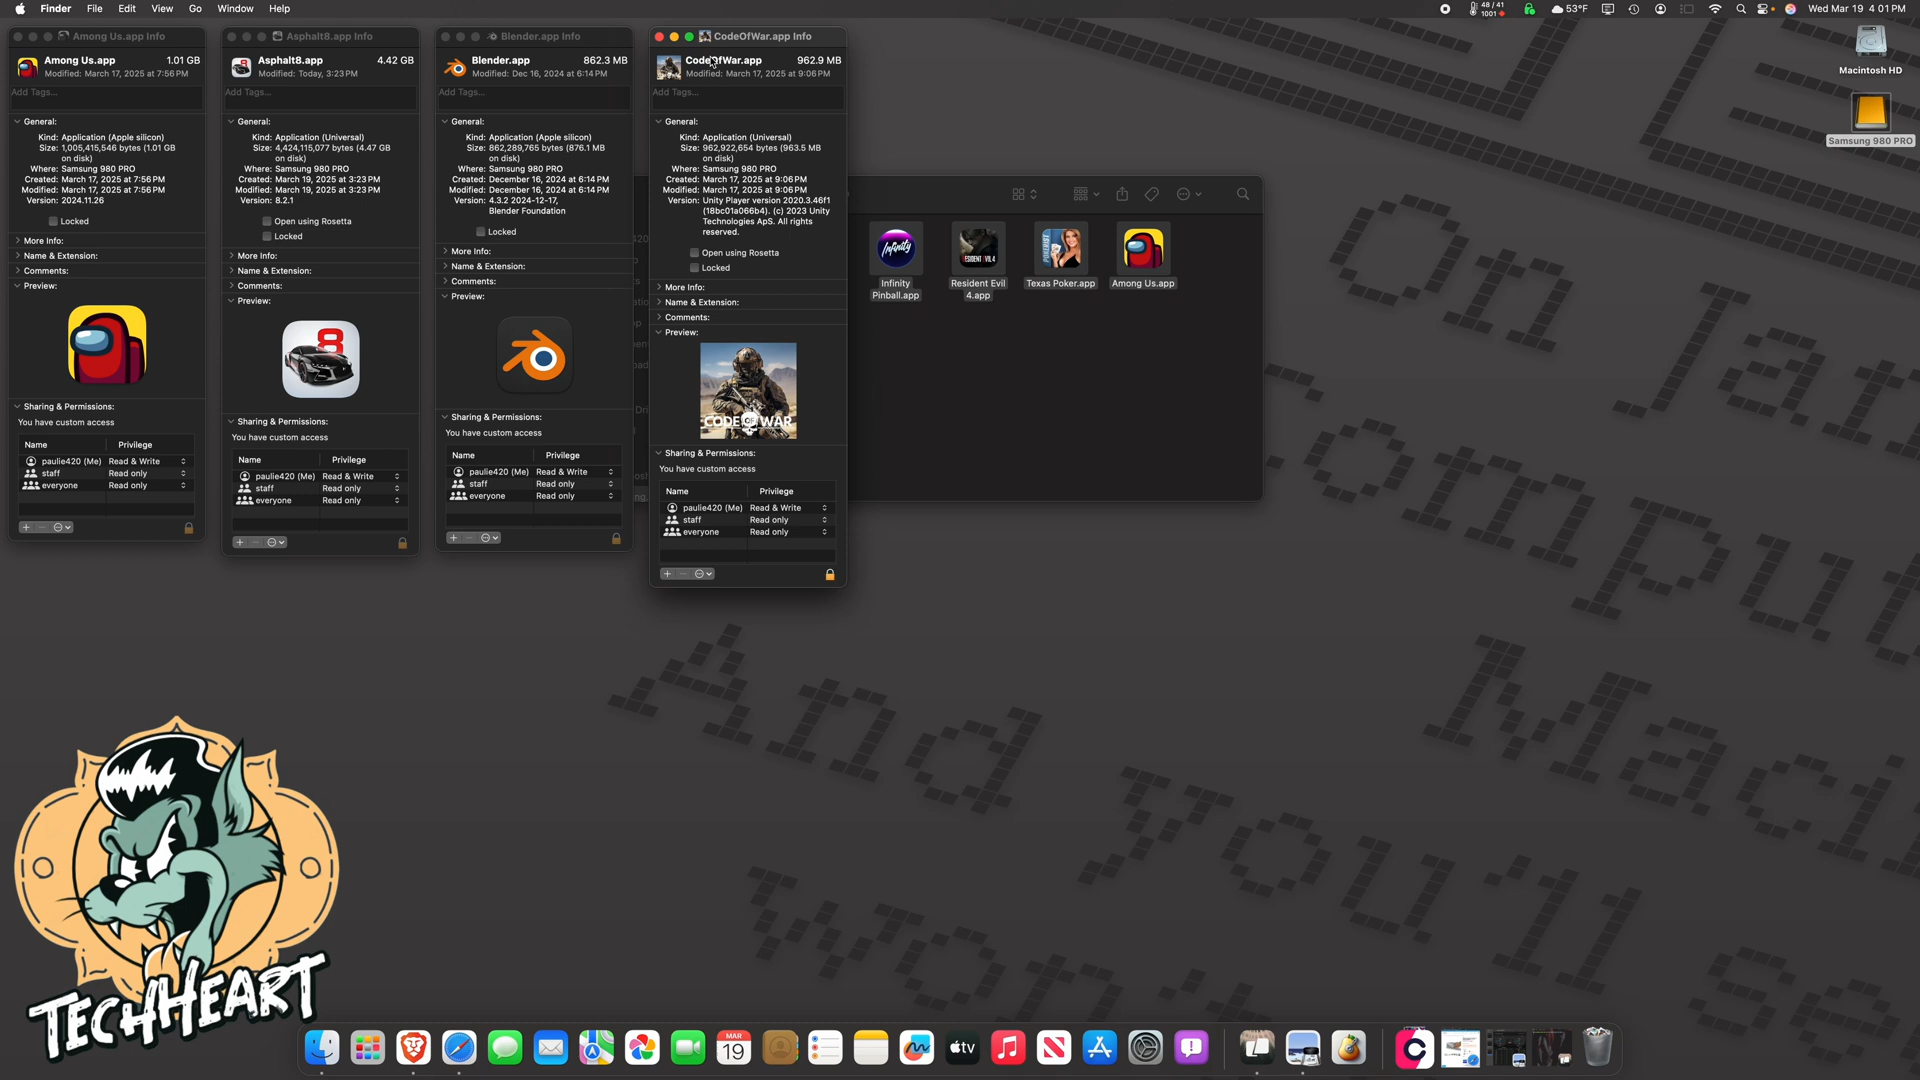 Finder File Edit View Go Window Help
48 / 41
1001
53°F
Wed Mar 19 4 01 PM
Among Us.app Info
Among Us.app 1.01 GB
Modified: March 17, 2025 at 7:56 PM
Add Tags...
General:
Kind: Application (Apple silicon)
Size: 1,005,415,546 bytes (1.01 GB
on disk)
Where: Samsung 980 PRO
Created: March 17, 2025 at 7:56 PM
Modified: March 17, 2025 at 7:56 PM
Version: 2024.11.26
Locked
More Info:
Name & Extension:
Comments:
Preview:
Sharing & Permissions:
You have custom access
Name Privilege
paulie420 (Me) Read & Write
staff Read only
everyone Read only
Asphalt8.app Info
Asphalt8.app 4.42 GB
Modified: Today, 3:23 PM
Add Tags...
General:
Kind: Application (Universal)
Size: 4,424,115,077 bytes (4.47 GB
on disk)
Where: Samsung 980 PRO
Created: March 19, 2025 at 3:23 PM
Modified: March 19, 2025 at 3:23 PM
Version: 8.2.1
Open using Rosetta
Locked
More Info:
Name & Extension:
Comments:
Preview:
8
Sharing & Permissions:
You have custom access
Name Privilege
paulie420 (Me) Read & Write
staff Read only
everyone Read only
Blender.app Info
Blender.app 862.3 MB
Modified: Dec 16, 2024 at 6:14 PM
Add Tags...
General:
Kind: Application (Apple silicon)
Size: 862,289,765 bytes (876.1 MB
on disk)
Where: Samsung 980 PRO
Created: December 16, 2024 at 6:14 PM
Modified: December 16, 2024 at 6:14 PM
Version: 4.3.2 2024-12-17,
Blender Foundation
Locked
More Info:
Name & Extension:
Comments:
Preview:
Sharing & Permissions:
You have custom access
Name Privilege
paulie420 (Me) Read & Write
staff Read only
everyone Read only
CodeOfWar.app Info
CodeOfWar.app 962.9 MB
Modified: March 17, 2025 at 9:06 PM
Add Tags...
General:
Kind: Application (Universal)
Size: 962,922,654 bytes (963.5 MB
on disk)
Where: Samsung 980 PRO
Created: March 17, 2025 at 9:06 PM
Modified: March 17, 2025 at 9:06 PM
Version: Unity Player version 2020.3.46f1
(18bc01a066b4). (c) 2023 Unity
Technologies ApS. All rights
reserved.
Open using Rosetta
Locked
More Info:
Name & Extension:
Comments:
Preview:
CODE OF WAR
Sharing & Permissions:
You have custom access
Name Privilege
paulie420 (Me) Read & Write
staff Read only
everyone Read only
Infinity
RESIDENT EVIL 4
Infinity
Pinball.app
Resident Evil
4.app
Texas Poker.app
Among Us.app
Macintosh HD
Samsung 980 PRO
On Jan
And you'll s
won't
TECHHEART
MAR
19
tv